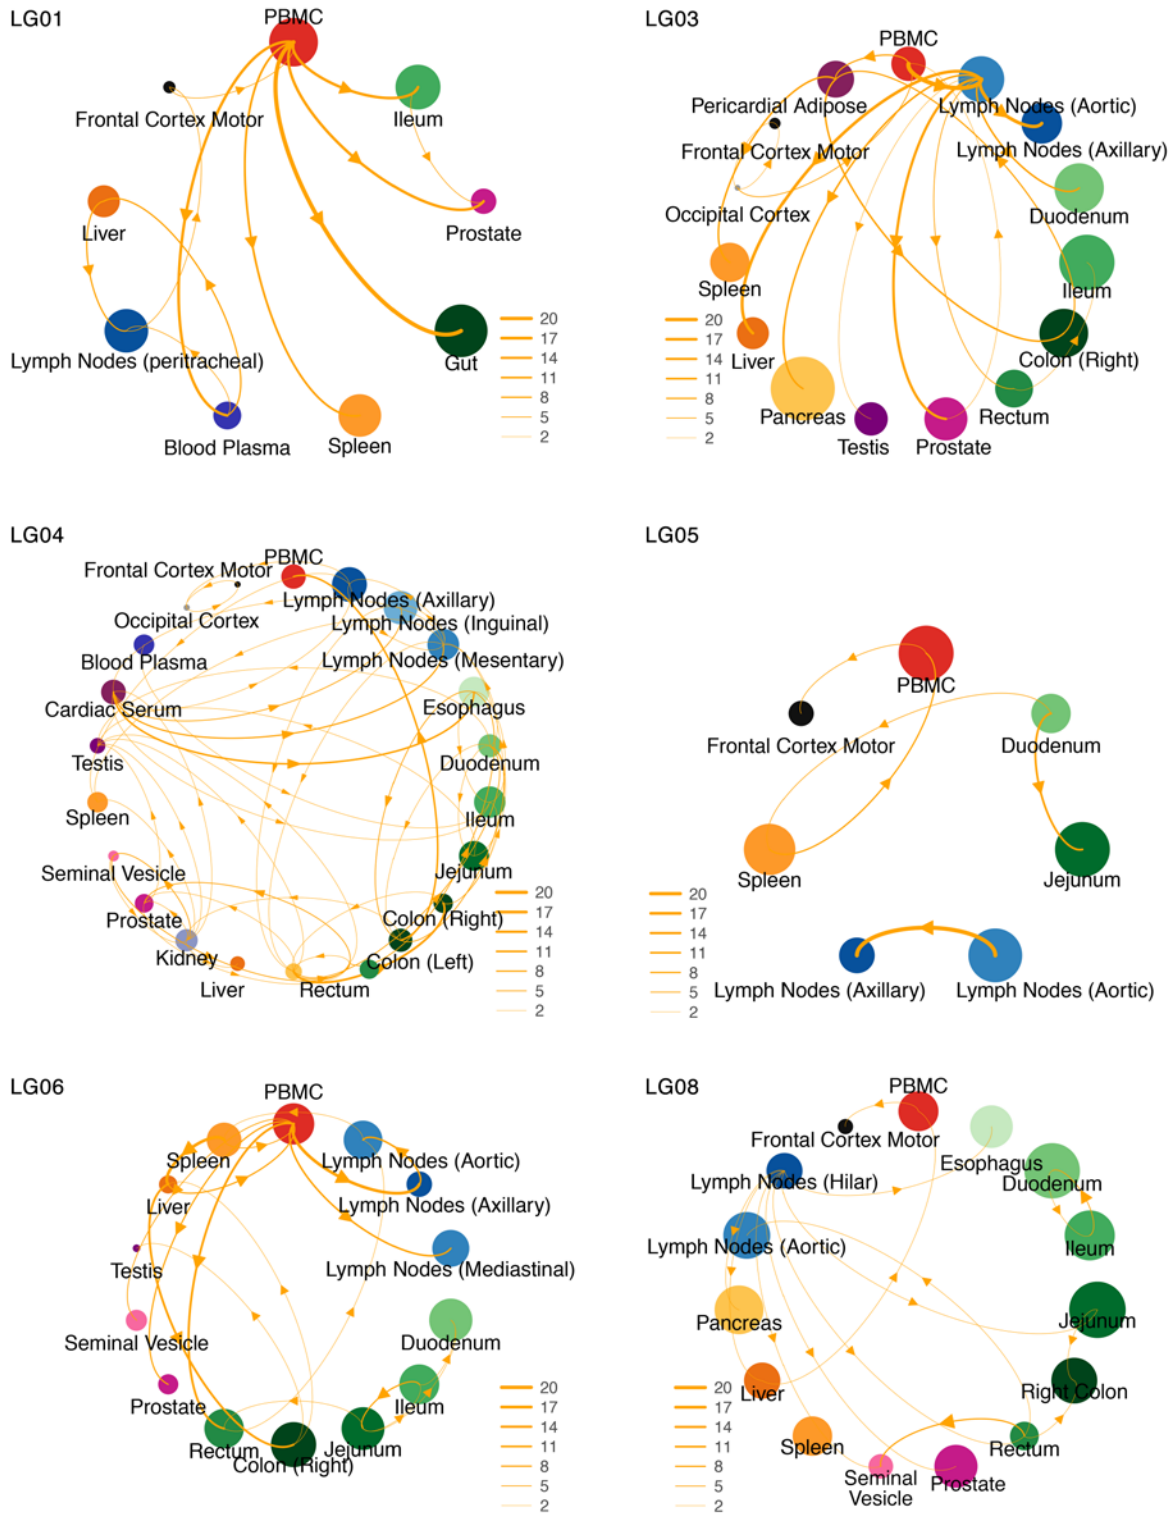 LG01
PBMC
Frontal Cortex Motor
Ileum
Liver
Prostate
Lymph Nodes (peritracheal)
Gut
Blood Plasma
Spleen
20
17
14
11
8
5
2
LG03
PBMC
Pericardial Adipose
Lymph Nodes (Aortic)
Frontal Cortex Motor
Lymph Nodes (Axillary)
Occipital Cortex
Duodenum
Spleen
Ileum
Liver
Colon (Right)
Pancreas
Rectum
Testis
Prostate
20
17
14
11
8
5
2
LG04
PBMC
Frontal Cortex Motor
Lymph Nodes (Axillary)
Occipital Cortex
Lymph Nodes (Inguinal)
Blood Plasma
Lymph Nodes (Mesentary)
Cardiac Serum
Esophagus
Testis
Duodenum
Spleen
Ileum
Seminal Vesicle
Jejunum
Prostate
Colon (Right)
Kidney
Colon (Left)
Liver
Rectum
20
17
14
11
8
5
2
LG05
PBMC
Frontal Cortex Motor
Duodenum
Spleen
Jejunum
Lymph Nodes (Axillary)
Lymph Nodes (Aortic)
20
17
14
11
8
5
2
LG06
PBMC
Spleen
Lymph Nodes (Aortic)
Liver
Lymph Nodes (Axillary)
Testis
Lymph Nodes (Mediastinal)
Seminal Vesicle
Duodenum
Prostate
Ileum
Rectum
Colon (Right)
Jejunum
20
17
14
11
8
5
2
LG08
PBMC
Frontal Cortex Motor
Esophagus
Lymph Nodes (Hilar)
Duodenum
Lymph Nodes (Aortic)
Ileum
Pancreas
Jejunum
Liver
Right Colon
Spleen
Rectum
Seminal
Vesicle
Prostate
20
17
14
11
8
5
2